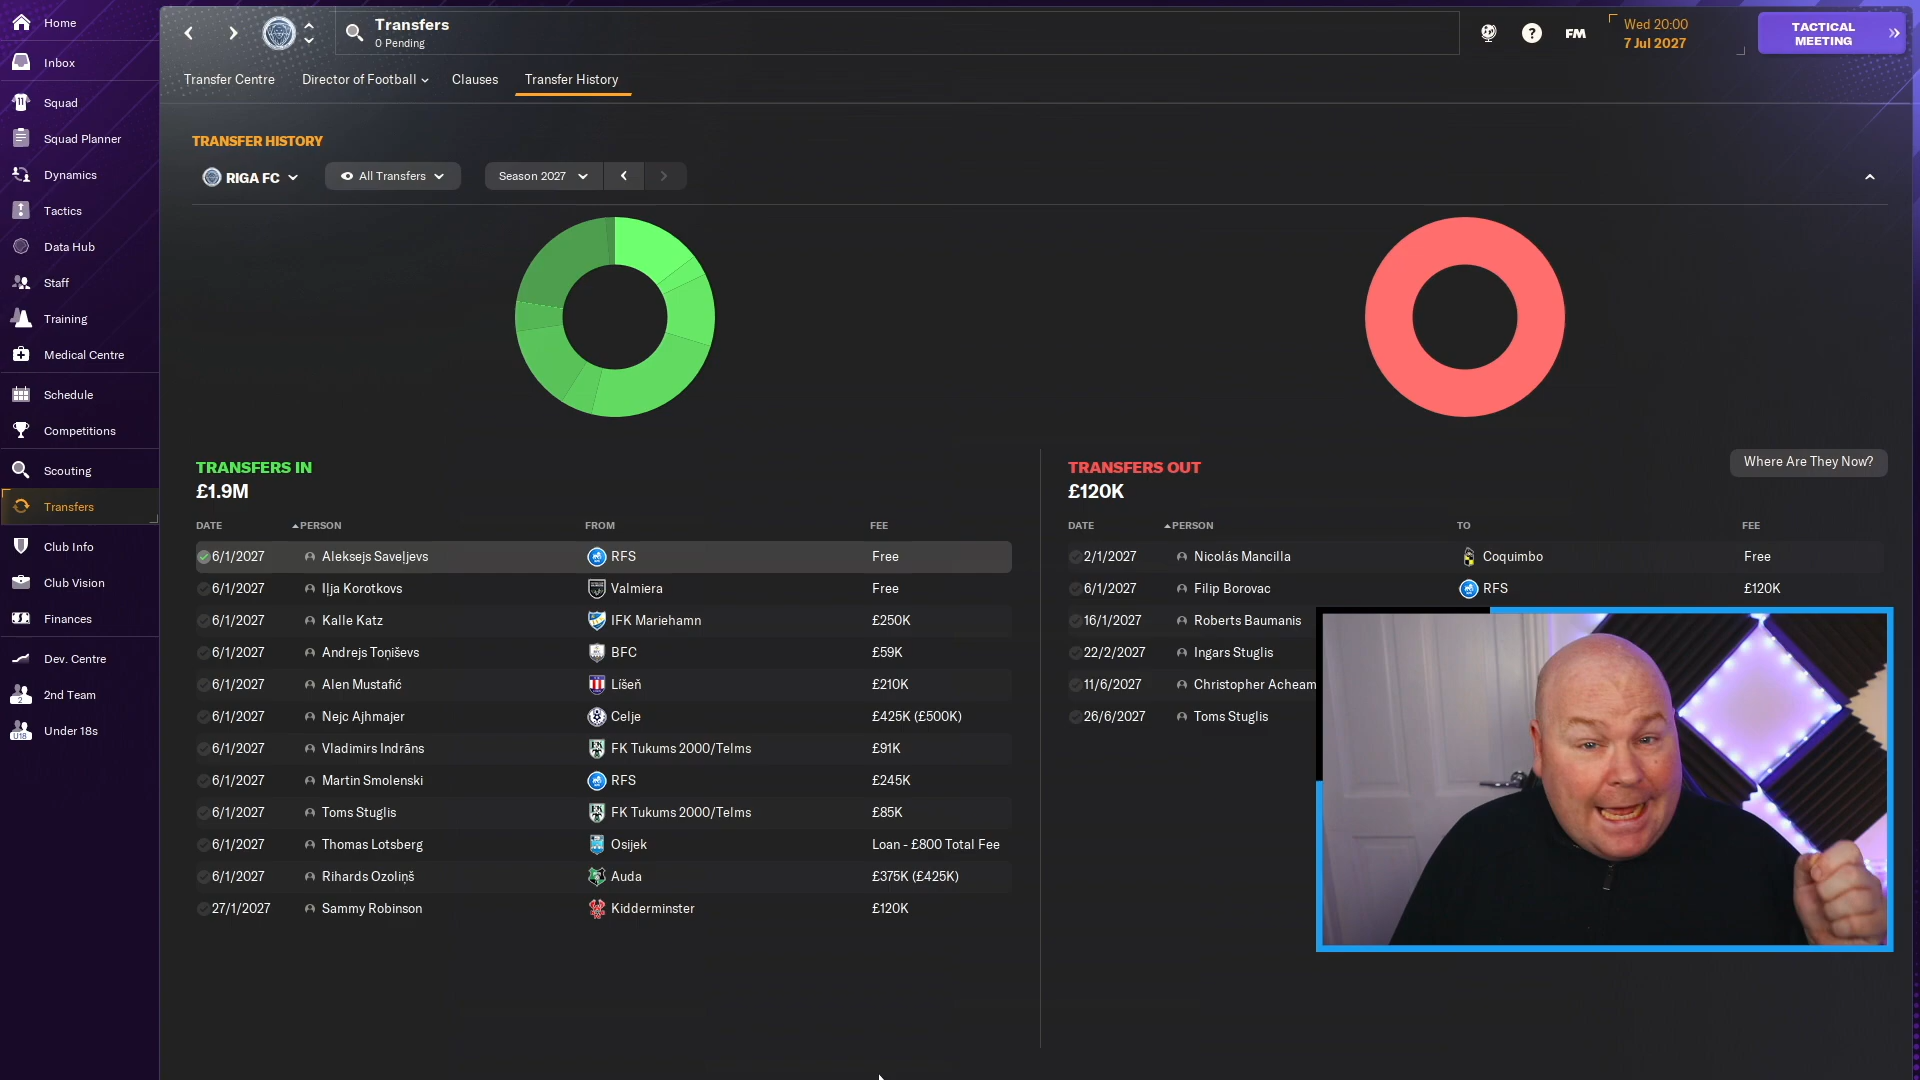 Home
Inbox
Squad
Squad Planner
Dynamics
Tactics
Data Hub
Staff
Training
Medical Centre
Schedule
Competitions
Scouting
Transfers
Club Info
Club Vision
Finances
Dev. Centre
2nd Team
Under 18s
Transfers
0 Pending
FM
Wed 20:00
7 Jul 2027
TACTICAL
MEETING
Transfer Centre Director of Football Clauses Transfer History
TRANSFER HISTORY
RIGA FC All Transfers Season 2027
TRANSFERS IN
£1.9M
DATE PERSON FROM FEE
6/1/2027 Aleksejs Saveļjevs RFS Free
6/1/2027 Iļja Korotkovs Valmiera Free
6/1/2027 Kalle Katz IFK Mariehamn £250K
6/1/2027 Andrejs Toņiševs BFC £59K
6/1/2027 Alen Mustafić Líšeň £210K
6/1/2027 Nejc Ajhmajer Celje £425K (£500K)
6/1/2027 Vladimirs Indrāns FK Tukums 2000/Telms £91K
6/1/2027 Martin Smolenski RFS £245K
6/1/2027 Toms Stuglis FK Tukums 2000/Telms £85K
6/1/2027 Thomas Lotsberg Osijek Loan - £800 Total Fee
6/1/2027 Rihards Ozoliņš Auda £375K (£425K)
27/1/2027 Sammy Robinson Kidderminster £120K
TRANSFERS OUT
£120K
Where Are They Now?
DATE PERSON TO FEE
2/1/2027 Nicolás Mancilla Coquimbo Free
6/1/2027 Filip Borovac RFS £120K
16/1/2027 Roberts Baumanis
22/2/2027 Ingars Stuglis
11/6/2027 Christopher Acheam
26/6/2027 Toms Stuglis